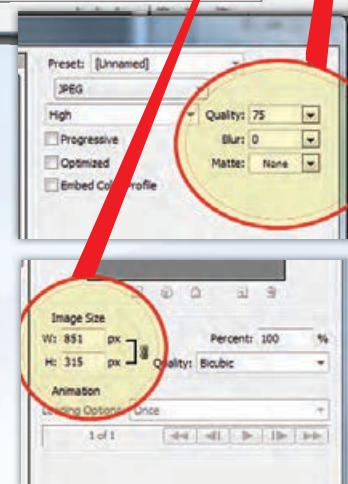 Preset: [Unnamed]
JPEG
High Quality: 75
Progressive Blur: 0
Optimized Matte: None
Embed Color Profile
Image Size
W: 851 px Percent: 100 %
H: 315 px Quality: Bicubic
Animation
Looping Options: Once
1 of 1